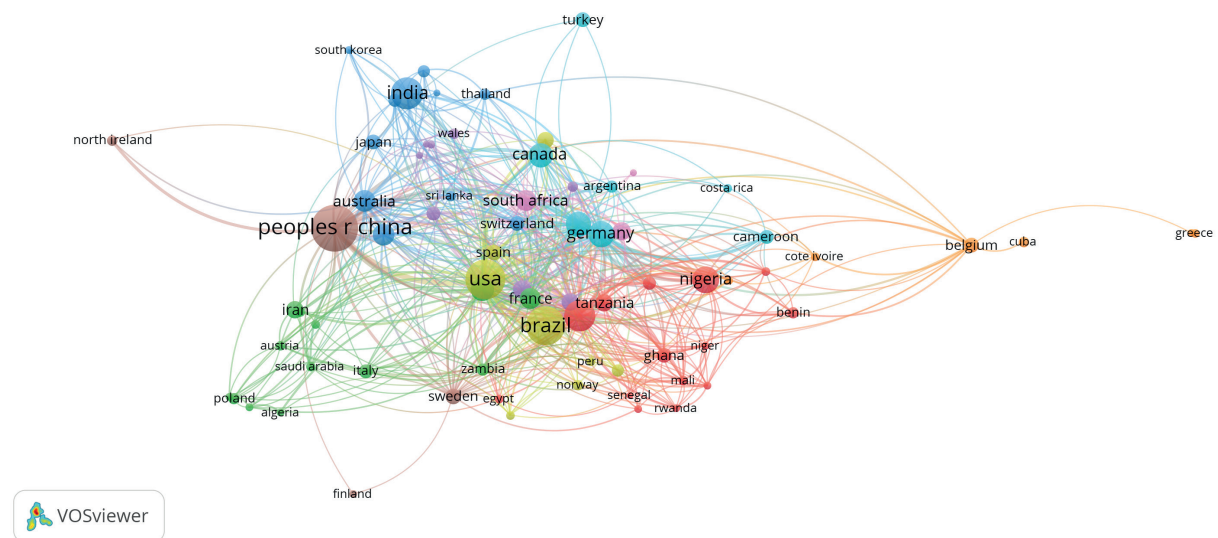 turkey
south korea
india
thailand
north ireland
wales
japan
canada
argentina
costa rica
sri lanka
australia
south africa
peoples r china
switzerland
germany
cameroon
greece
belgium
cuba
spain
cote ivoire
usa
nigeria
france
tanzania
iran
benin
brazil
austria
niger
ghana
peru
saudi arabia
italy
zambia
mali
norway
senegal
sweden
egypt
poland
rwanda
algeria
finland
VOSviewer